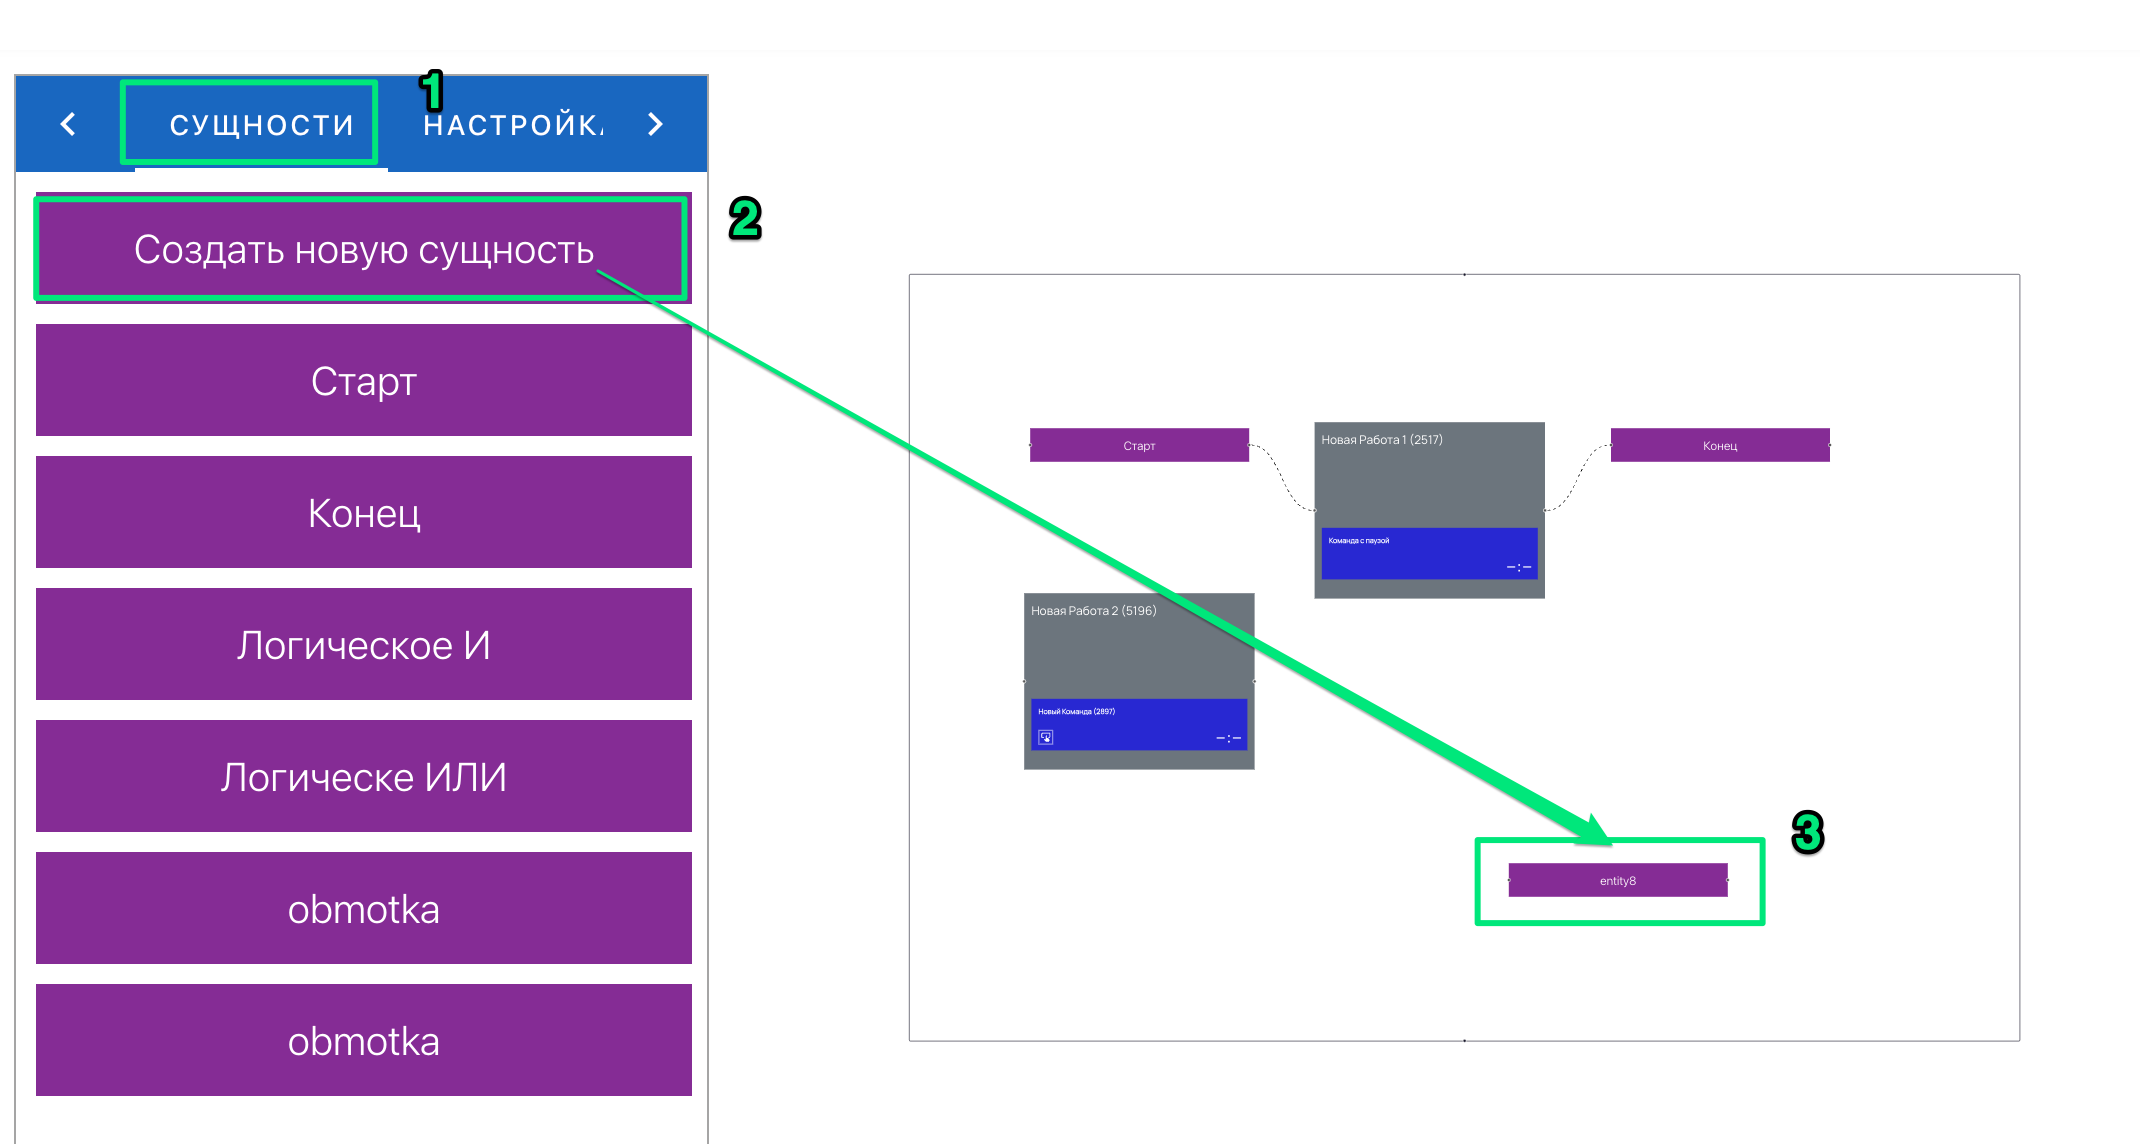 СУЩНОСТИ
1
НАСТРОЙК
Создать новую сущность
2
Старт
Конец
Логическое И
Логическе ИЛИ
obmotka
obmotka
Старт
Новая Работа 1 (2517)
Команда с паузой
–:–
Конец
Новая Работа 2 (5196)
Новый Команда (2897)
–:–
3
entity8